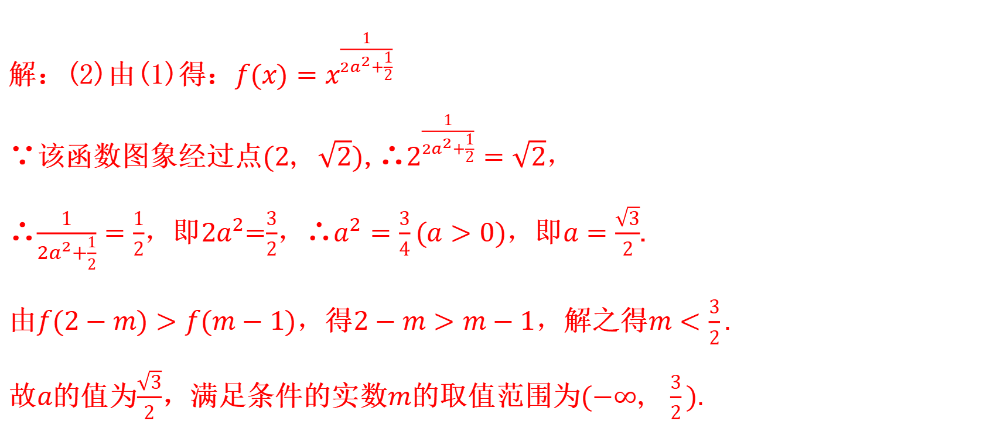 解：(2)由(1)得：$f(x)=x^{\frac{1}{2a^2+\frac{1}{2}}}$
∵该函数图象经过点$(2, \sqrt{2})$, ∴$2^{\frac{1}{2a^2+\frac{1}{2}}}=\sqrt{2}$，
∴$\frac{1}{2a^2+\frac{1}{2}}=\frac{1}{2}$，即$2a^2=\frac{3}{2}$，∴$a^2=\frac{3}{4}(a>0)$，即$a=\frac{\sqrt{3}}{2}$.
由$f(2-m)>f(m-1)$，得$2-m>m-1$，解之得$m<\frac{3}{2}$.
故$a$的值为$\frac{\sqrt{3}}{2}$，满足条件的实数$m$的取值范围为$(-\infty, \frac{3}{2})$.